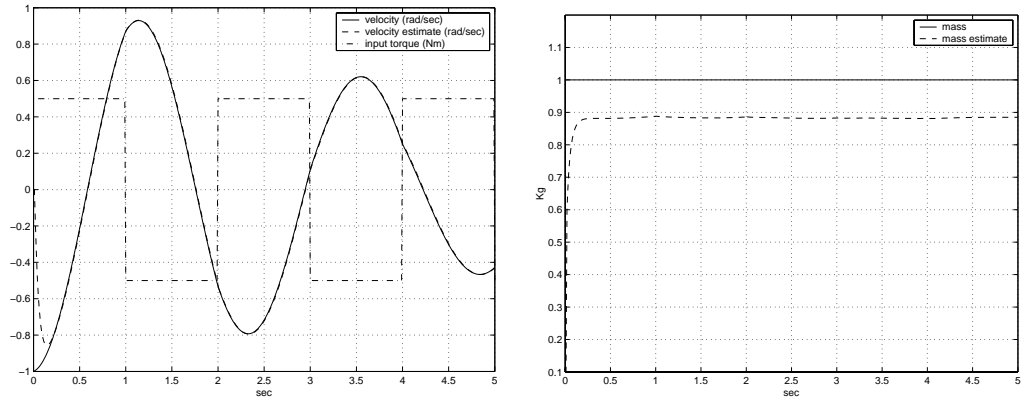 velocity (rad/sec)
velocity estimate (rad/sec)
input torque (Nm)
1
0.8
0.6
0.4
0.2
0
−0.2
−0.4
−0.6
−0.8
−1
0 0.5 1 1.5 2 2.5 3 3.5 4 4.5 5
sec
mass
mass estimate
1.1
1
0.9
0.8
0.7
0.6
0.5
0.4
0.3
0.2
0.1
Kg
0 0.5 1 1.5 2 2.5 3 3.5 4 4.5 5
sec